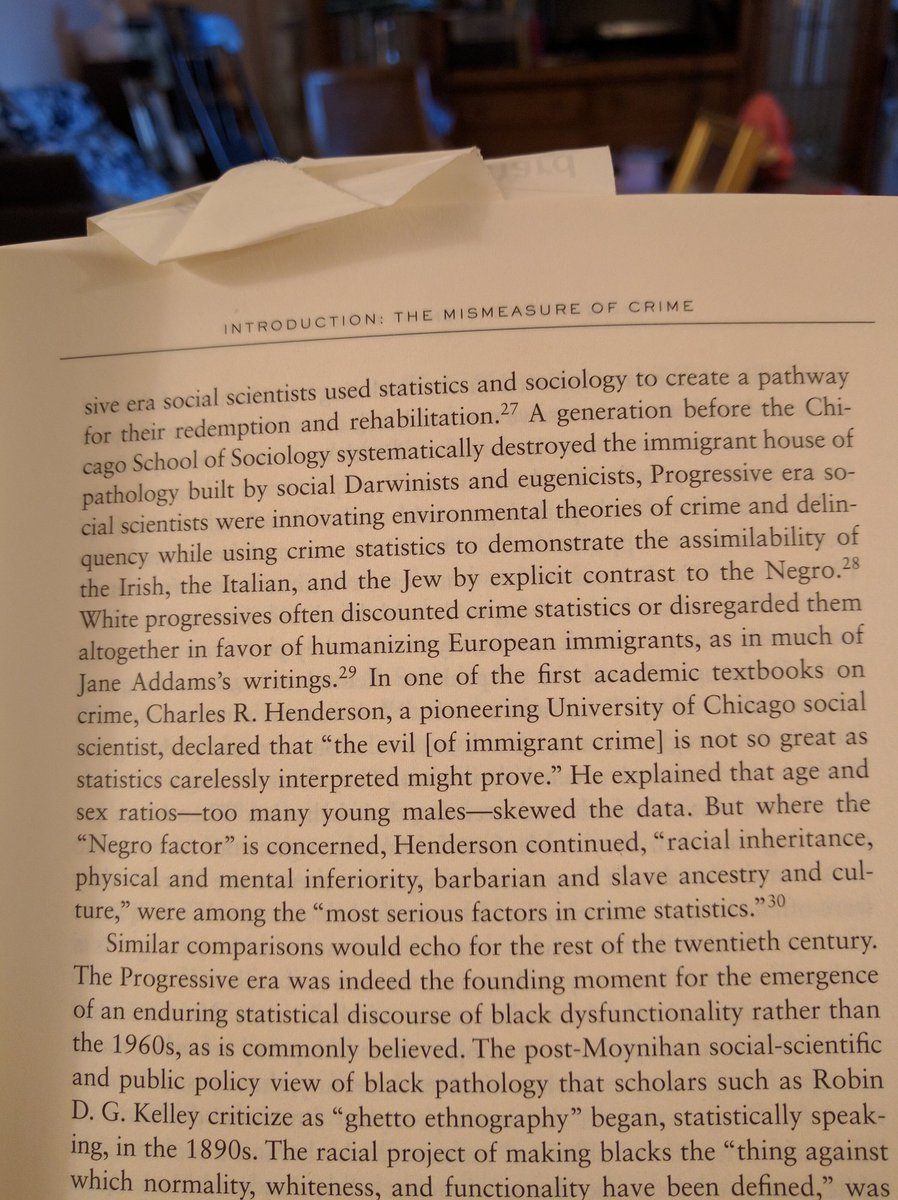 INTRODUCTION: THE MISMEASURE OF CRIME
sive era social scientists used statistics and sociology to create a pathway
for their redemption and rehabilitation.27 A generation before the Chi-
cago School of Sociology systematically destroyed the immigrant house of
pathology built by social Darwinists and eugenicists, Progressive era so-
cial scientists were innovating environmental theories of crime and delin-
quency while using crime statistics to demonstrate the assimilability of
the Irish, the Italian, and the Jew by explicit contrast to the Negro.28
White progressives often discounted crime statistics or disregarded them
altogether in favor of humanizing European immigrants, as in much of
Jane Addams's writings.29 In one of the first academic textbooks on
crime, Charles R. Henderson, a pioneering University of Chicago social
scientist, declared that “the evil [of immigrant crime] is not so great as
statistics carelessly interpreted might prove.” He explained that age and
sex ratios—too many young males—skewed the data. But where the
“Negro factor” is concerned, Henderson continued, “racial inheritance,
physical and mental inferiority, barbarian and slave ancestry and cul-
ture,” were among the “most serious factors in crime statistics.”30
Similar comparisons would echo for the rest of the twentieth century.
The Progressive era was indeed the founding moment for the emergence
of an enduring statistical discourse of black dysfunctionality rather than
the 1960s, as is commonly believed. The post-Moynihan social-scientific
and public policy view of black pathology that scholars such as Robin
D. G. Kelley criticize as “ghetto ethnography” began, statistically speak-
ing, in the 1890s. The racial project of making blacks the “thing against
which normality, whiteness, and functionality have been defined,” was